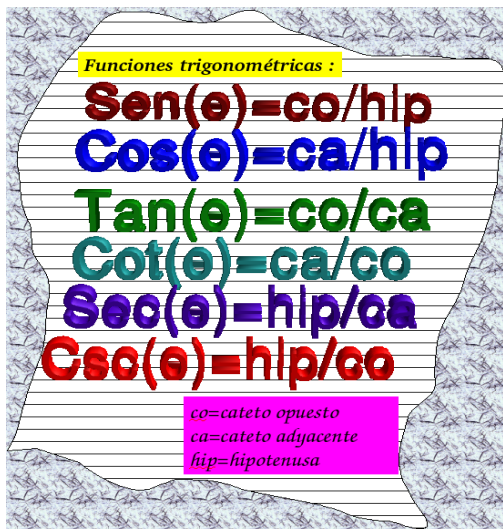 Funciones trigonométricas :
Sen(θ)=co/hip
Cos(θ)=ca/hip
Tan(θ)=co/ca
Cot(θ)=ca/co
Sec(θ)=hip/ca
Csc(θ)=hip/co
co=cateto opuesto
ca=cateto adyacente
hip=hipotenusa